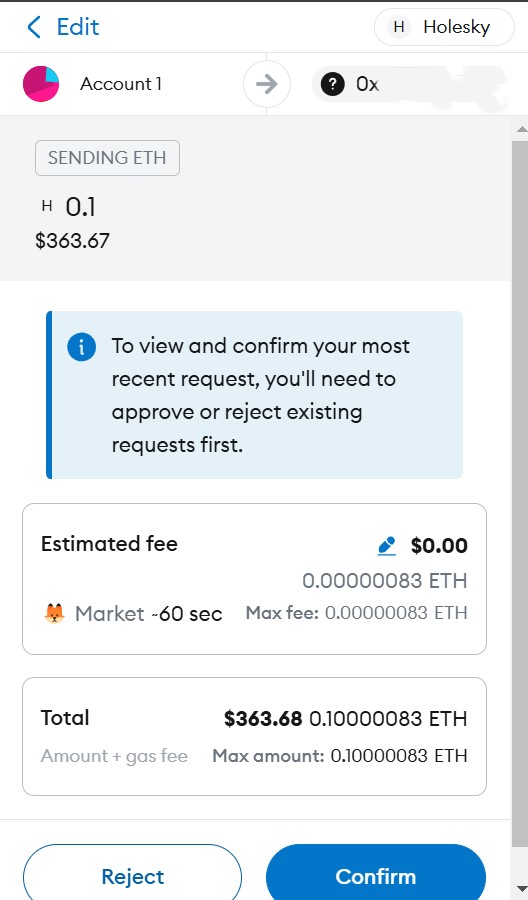 Edit
H Holesky
Account 1
? 0x
SENDING ETH
H 0.1
$363.67
i
To view and confirm your most
recent request, you'll need to
approve or reject existing
requests first.
Estimated fee $0.00
0.00000083 ETH
Market ~60 sec Max fee: 0.00000083 ETH
Total $363.68 0.10000083 ETH
Amount + gas fee Max amount: 0.10000083 ETH
Reject Confirm